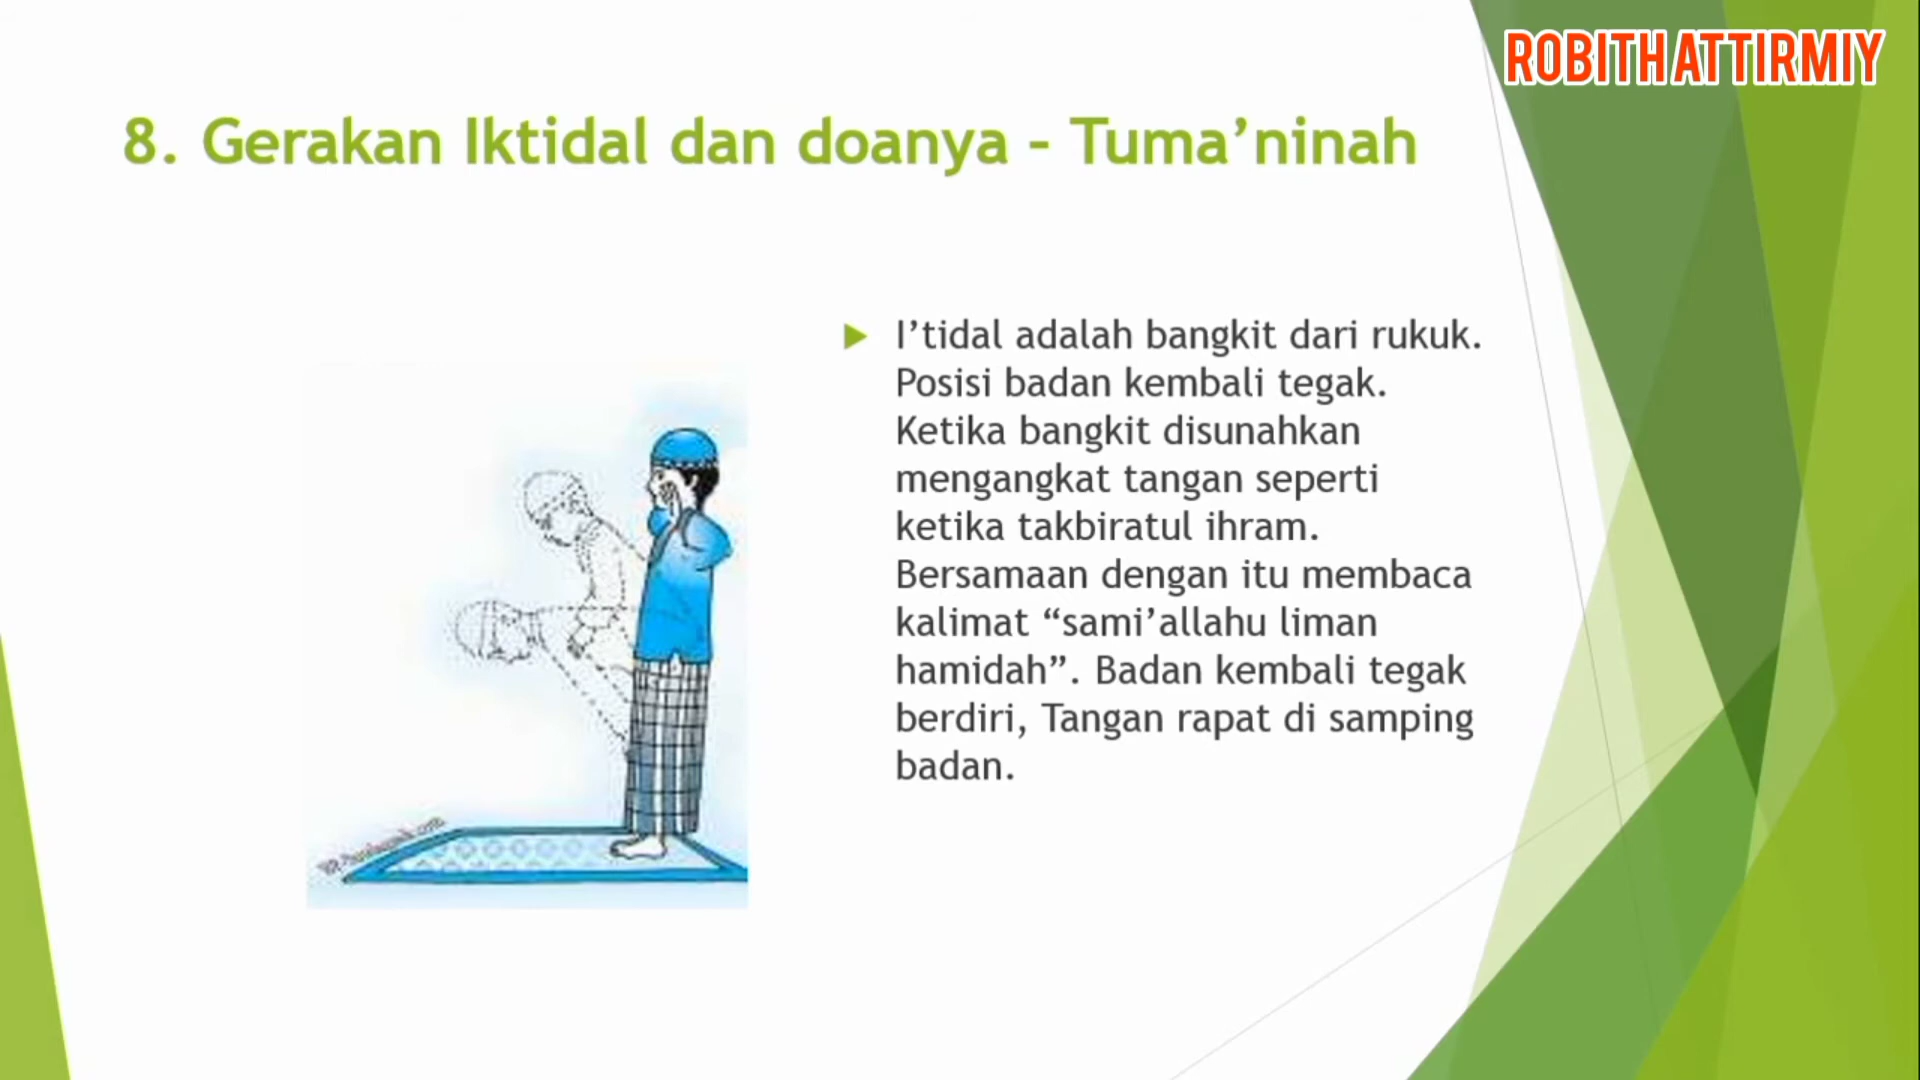 ROBITH ATTIRMIY
8. Gerakan Iktidal dan doanya - Tuma’ninah
I’tidal adalah bangkit dari rukuk.
Posisi badan kembali tegak.
Ketika bangkit disunahkan
mengangkat tangan seperti
ketika takbiratul ihram.
Bersamaan dengan itu membaca
kalimat “sami’allahu liman
hamidah”. Badan kembali tegak
berdiri, Tangan rapat di samping
badan.